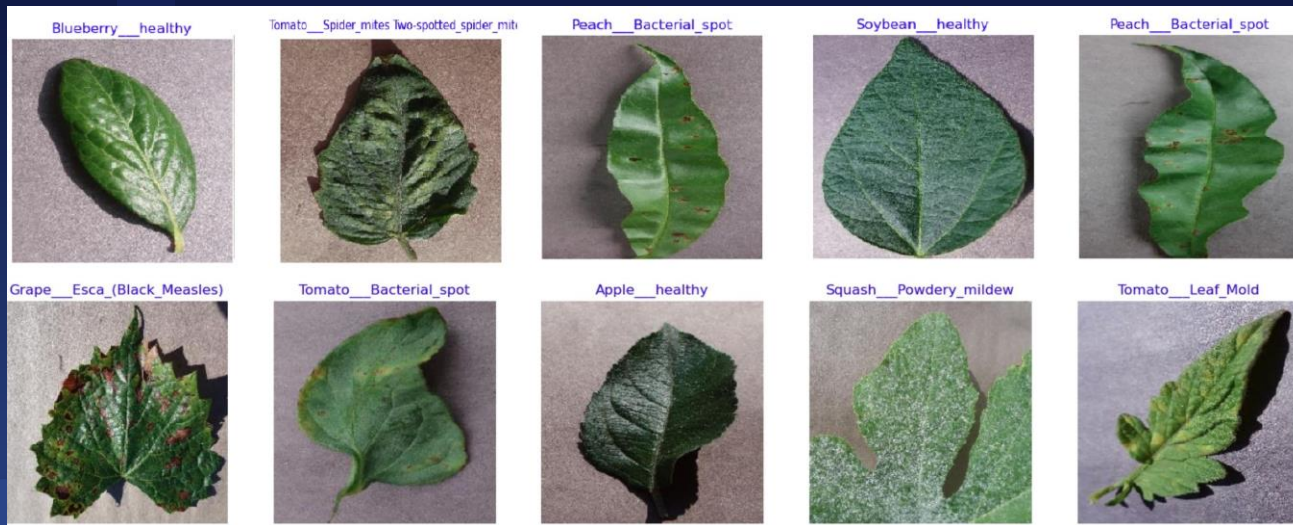 Blueberry___healthy
Tomato___Spider_mites Two-spotted_spider_mit
Peach___Bacterial_spot
Soybean___healthy
Peach___Bacterial_spot
Grape___Esca_(Black_Measles)
Tomato___Bacterial_spot
Apple___healthy
Squash___Powdery_mildew
Tomato___Leaf_Mold